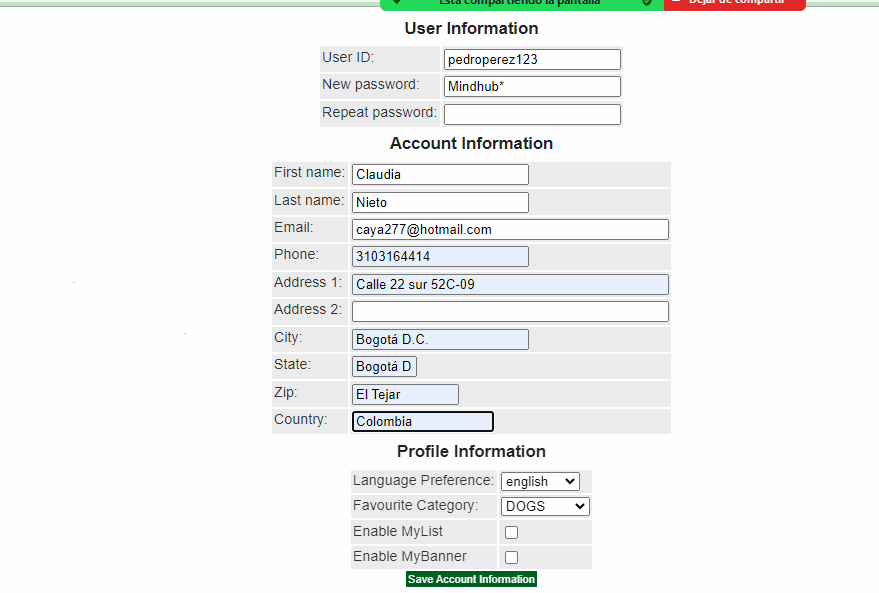 Está compartiendo la pantalla Dejar de compartir
User Information
User ID: pedroperez123
New password: Mindhub*
Repeat password:
Account Information
First name: Claudia
Last name: Nieto
Email: caya277@hotmail.com
Phone: 3103164414
Address 1: Calle 22 sur 52C-09
Address 2:
City: Bogotá D.C.
State: Bogotá D
Zip: El Tejar
Country: Colombia
Profile Information
Language Preference: english
Favourite Category: DOGS
Enable MyList
Enable MyBanner
Save Account Information